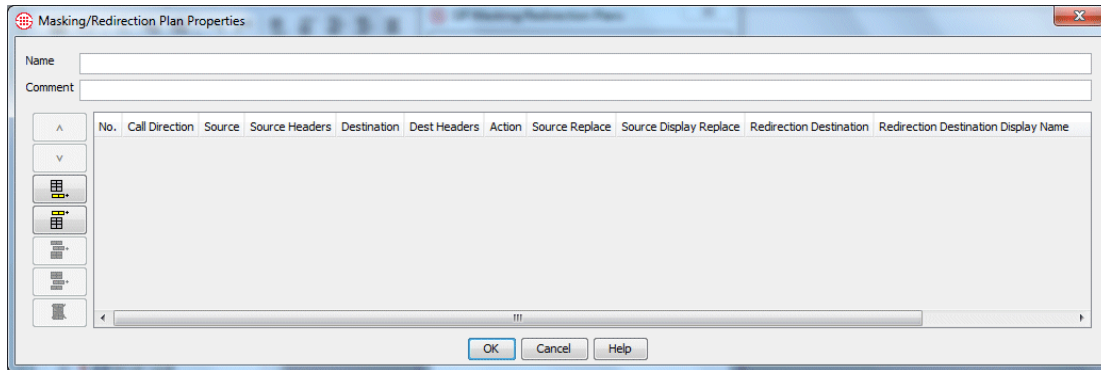 Masking/Redirection Plan Properties
Name
Comment
No. Call Direction Source Source Headers Destination Dest Headers Action Source Replace Source Display Replace Redirection Destination Redirection Destination Display Name
OK Cancel Help